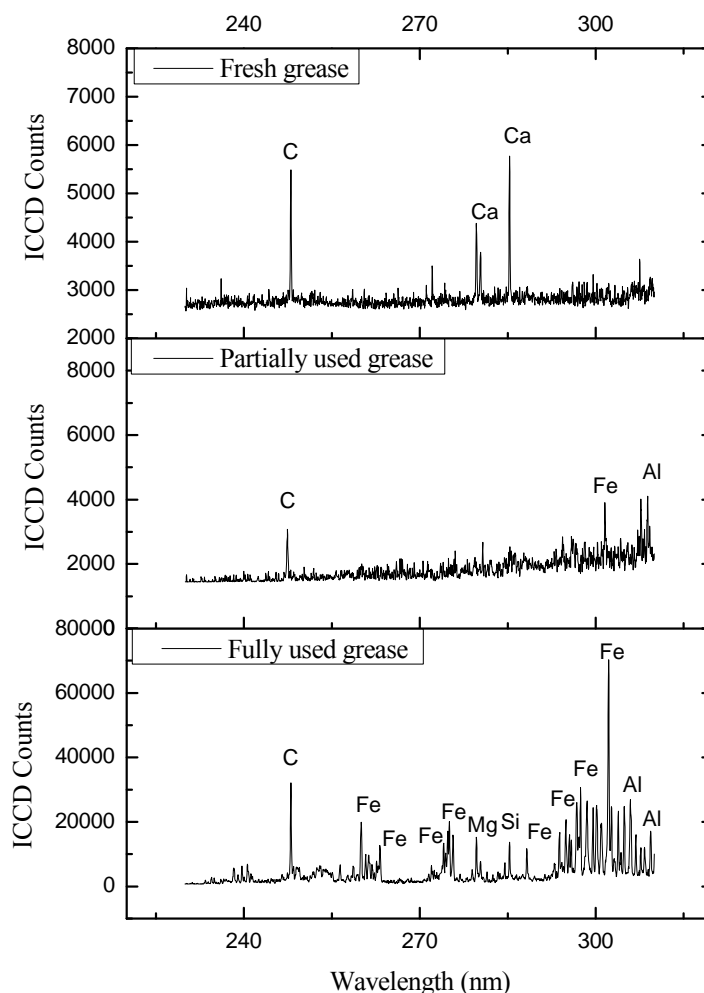 240 270 300
8000
Fresh grease
7000
6000
5000
4000
3000
2000
ICCD Counts
C
Ca
Ca
Partially used grease
8000
6000
4000
2000
0
ICCD Counts
C
Fe
Al
Fully used grease
80000
60000
40000
20000
0
ICCD Counts
C
Fe
Fe
Fe
Fe
Mg
Si
Fe
Fe
Fe
Fe
Al
Al
240 270 300
Wavelength (nm)